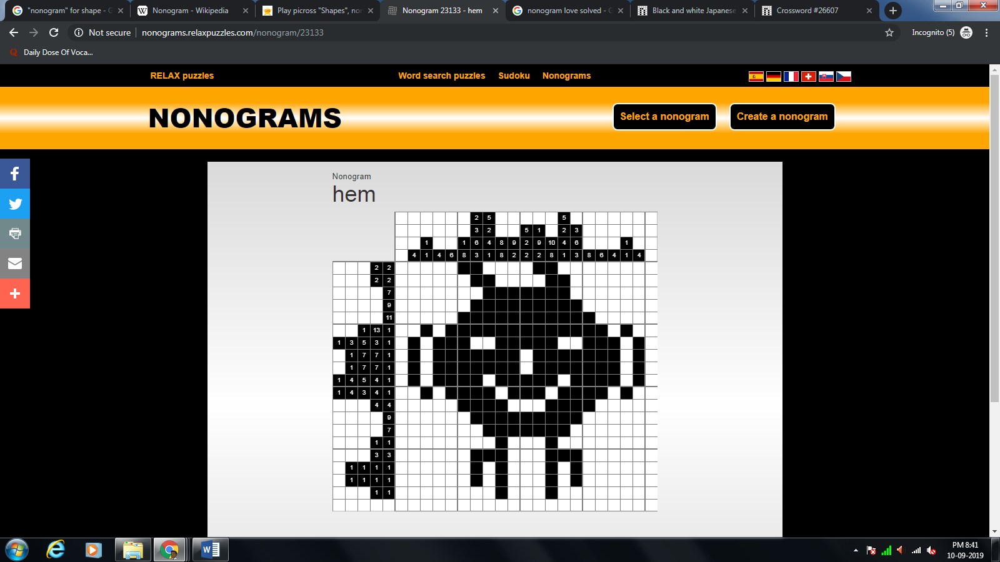 "nonogram" for shape - G
Nonogram - Wikipedia
Play picross "Shapes", nor
Nonogram 23133 - hem
nonogram love solved - G
Black and white Japanese
Crossword #26607
Not secure
nonograms.relaxpuzzles.com/nonogram/23133
Incognito (5)
Daily Dose Of Voca...
RELAX puzzles
Word search puzzles
Sudoku
Nonograms
NONOGRAMS
Select a nonogram
Create a nonogram
Nonogram
hem
2 5 5
3 2 5 1 2 3
1 1 6 4 8 9 2 9 10 4 6 1
4 1 4 6 8 3 1 8 2 2 2 8 1 3 8 6 4 1 4
2 2
2 2
7
9
11
1 13 1
1 3 5 3 1
1 7 7 1
1 7 7 1
1 4 5 4 1
1 4 3 4 1
4 4
9
7
1 1
3 3
1 1 1 1
1 1 1 1
1 1
PM 8:41
10-09-2019